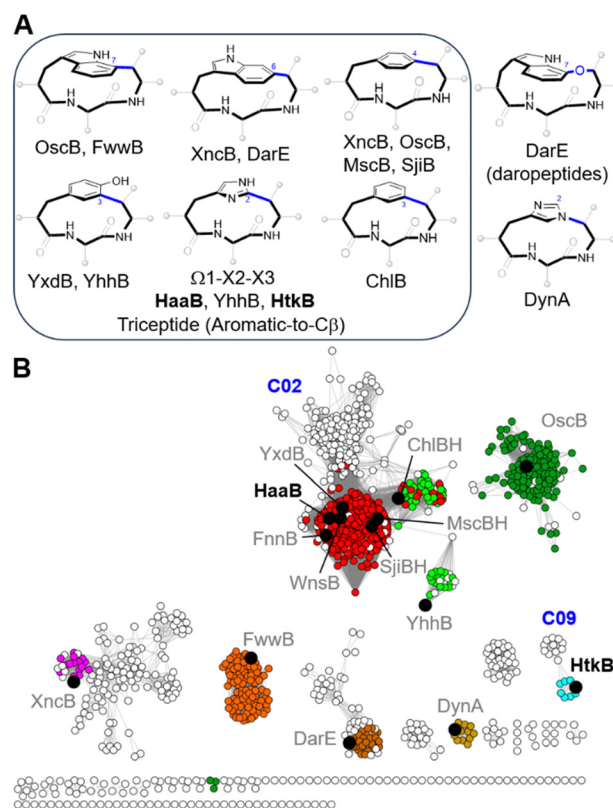 A
NH
7
H
N
O
NH
O
OscB, FwwB
H
N
6
H
N
O
NH
O
XncB, DarE
4
H
N
O
NH
O
XncB, OscB,
MscB, SjiB
NH
7
O
H
N
O
NH
O
DarE
(daropeptides)
OH
3
H
N
O
NH
O
YxdB, YhhB
NH
N
2
H
N
O
NH
O
Ω1-X2-X3
HaaB, YhhB, HtkB
3
H
N
O
NH
O
ChlB
2
N
N
H
N
O
NH
O
DynA
Triceptide (Aromatic-to-Cβ)
B
C02
OscB
YxdB
ChlBH
HaaB
MscBH
FnnB
WnsB
SjiBH
YhhB
C09
FwwB
HtkB
XncB
DynA
DarE